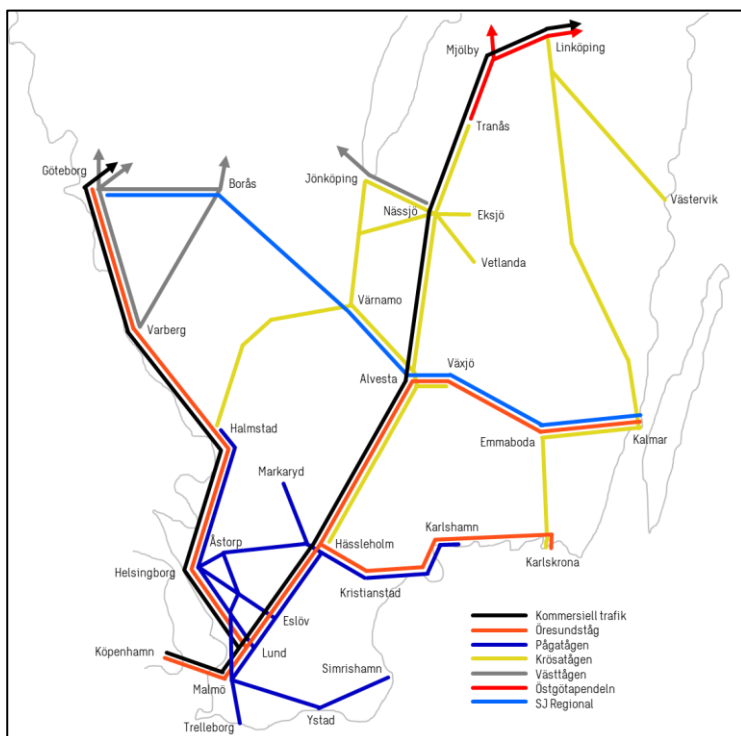 Mjölby
Linköping
Tranås
Göteborg
Borås
Jönköping
Nässjö
Eksjö
Västervik
Vetlanda
Värnamo
Varberg
Alvesta
Växjö
Halmstad
Emmaboda
Kalmar
Markaryd
Åstorp
Hässleholm
Karlshamn
Helsingborg
Karlskrona
Kristianstad
Eslöv
Köpenhamn
Lund
Simrishamn
Malmö
Ystad
Trelleborg
Kommersiell trafik
Öresundståg
Pågatågen
Krösatågen
Västtågen
Östgötapendeln
SJ Regional